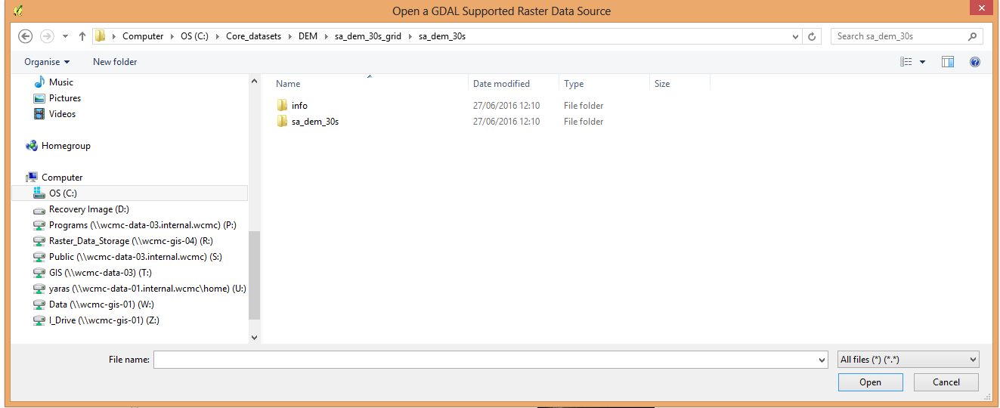 Open a GDAL Supported Raster Data Source
Computer OS (C:) Core_datasets DEM sa_dem_30s_grid sa_dem_30s
Search sa_dem_30s
Organise New folder
Music
Pictures
Videos
Homegroup
Computer
OS (C:)
Recovery Image (D:)
Programs (\\wcmc-data-03.internal.wcmc) (P:)
Raster_Data_Storage (\\wcmc-gis-04) (R:)
Public (\\wcmc-data-03.internal.wcmc) (S:)
GIS (\\wcmc-data-03) (T:)
yaras (\\wcmc-data-01.internal.wcmc\home) (U:)
Data (\\wcmc-gis-01) (W:)
I_Drive (\\wcmc-gis-01) (Z:)
Name Date modified Type Size
info 27/06/2016 12:10 File folder
sa_dem_30s 27/06/2016 12:10 File folder
File name:
All files (*) (*.*)
Open Cancel